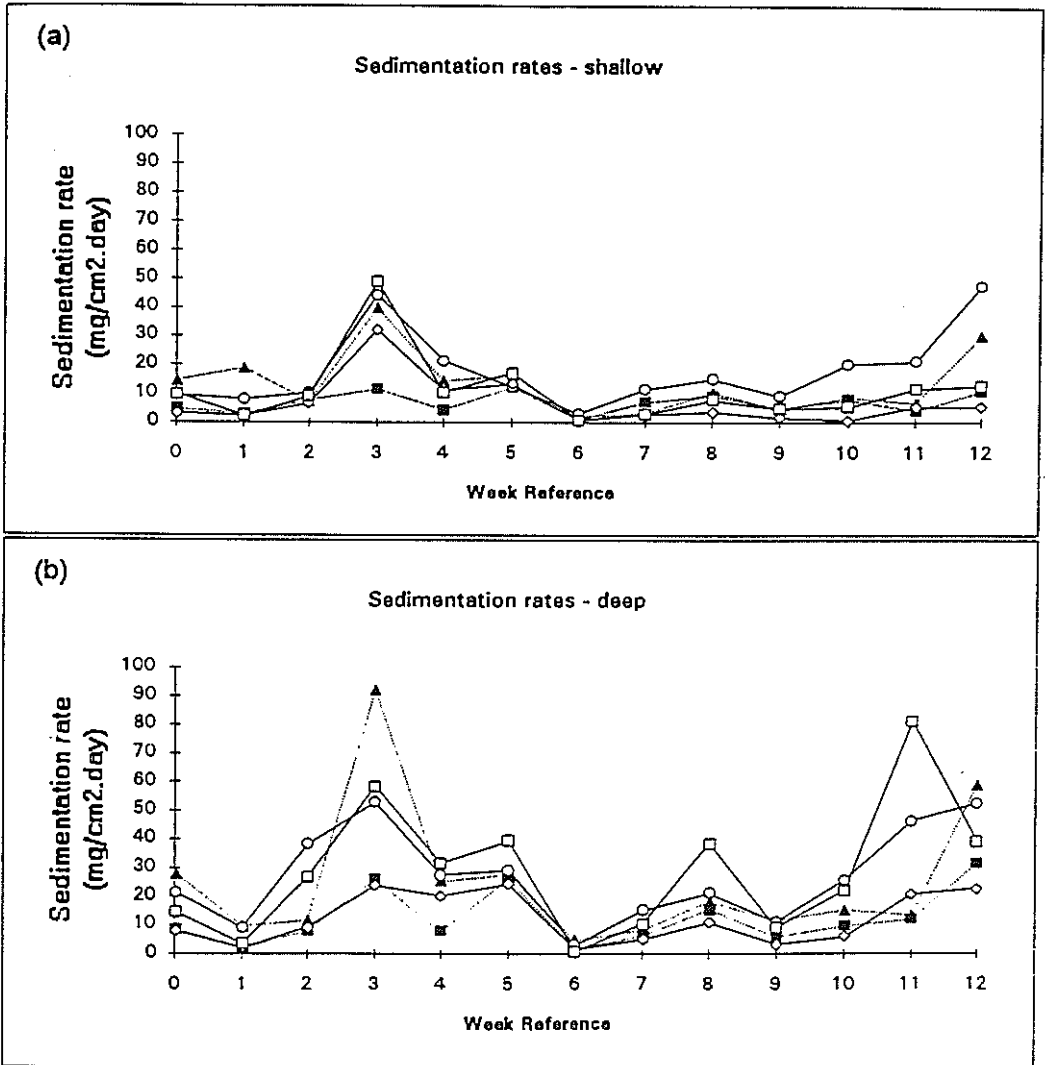 (a)
Sedimentation rates - shallow
Sedimentation rate
(mg/cm2.day)
100
90
80
70
60
50
40
30
20
10
0
0 1 2 3 4 5 6 7 8 9 10 11 12
Week Reference
(b)
Sedimentation rates - deep
Sedimentation rate
(mg/cm2.day)
100
90
80
70
60
50
40
30
20
10
0
0 1 2 3 4 5 6 7 8 9 10 11 12
Week Reference